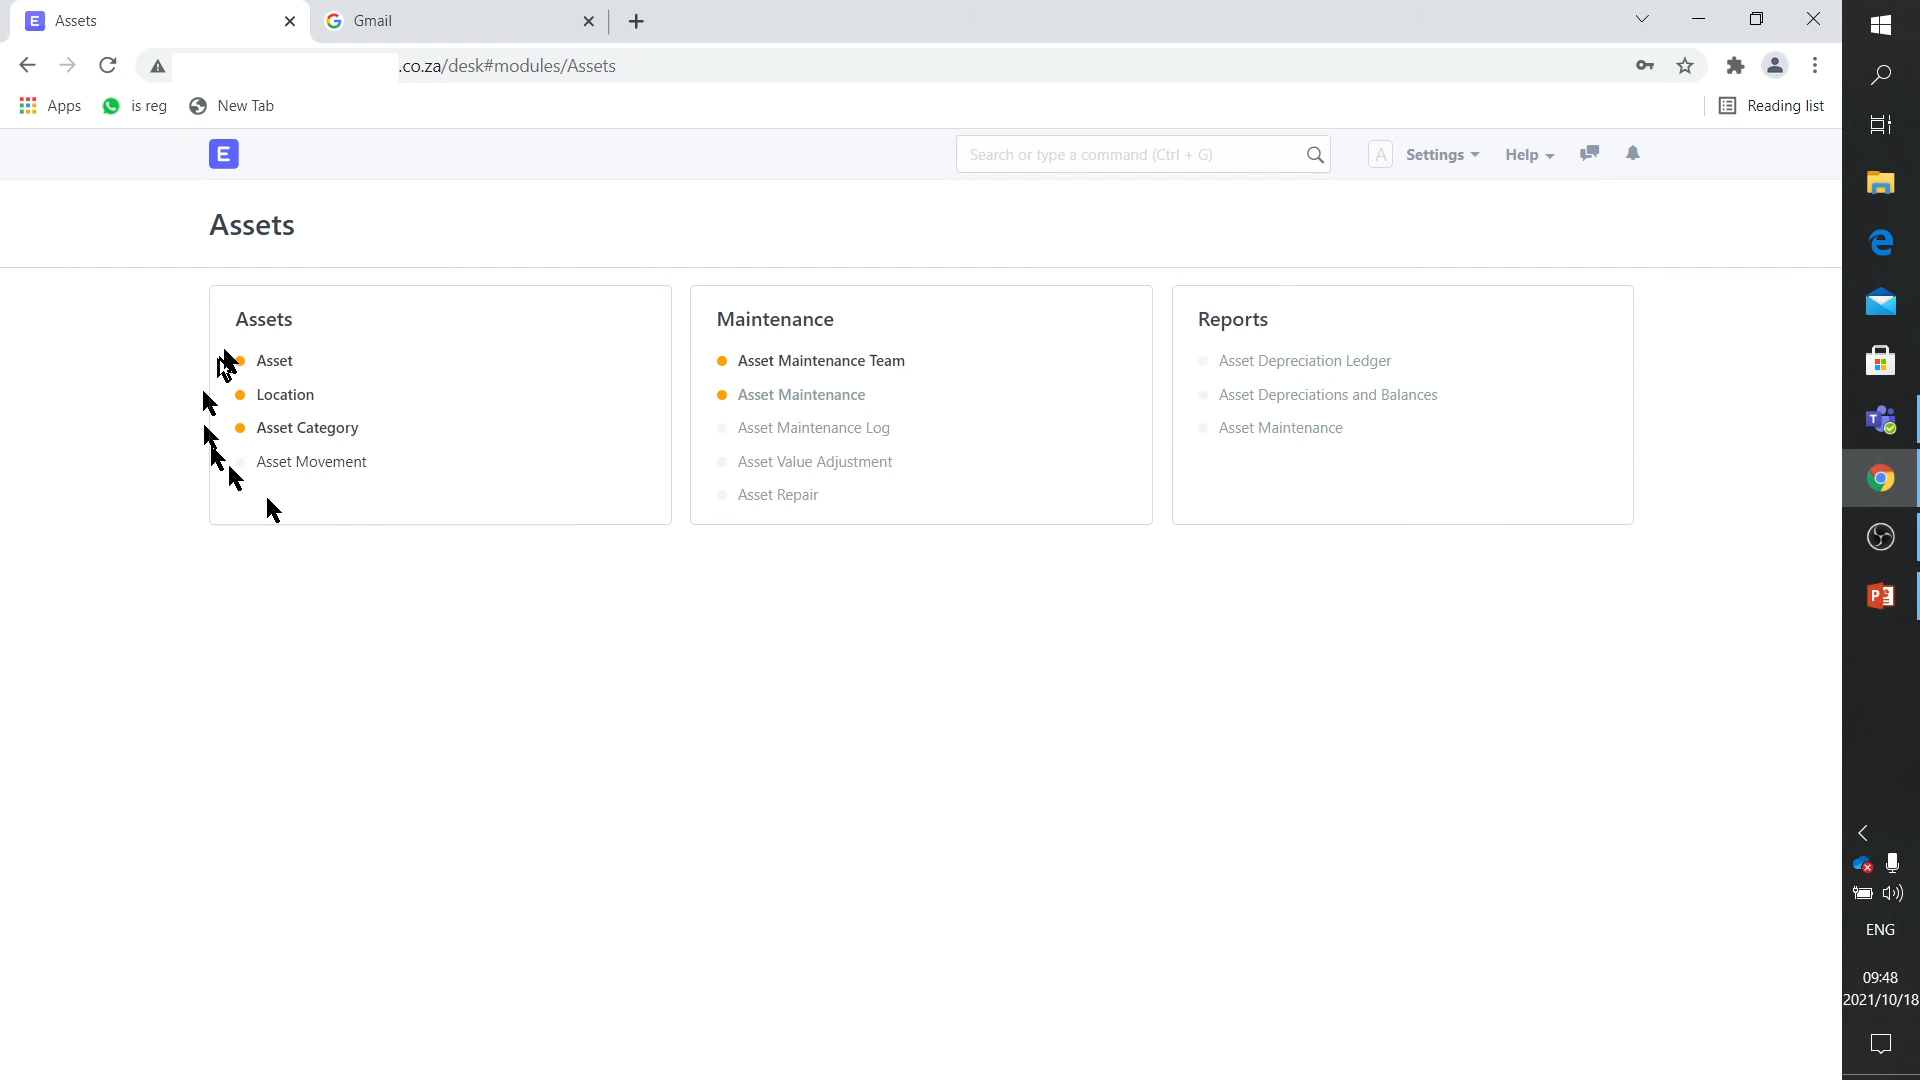 E Assets
Gmail
.co.za/desk#modules/Assets
Apps
is reg
New Tab
Reading list
E
Search or type a command (Ctrl + G)
A
Settings
Help
Assets
Assets
Asset
Location
Asset Category
Asset Movement
Maintenance
Asset Maintenance Team
Asset Maintenance
Asset Maintenance Log
Asset Value Adjustment
Asset Repair
Reports
Asset Depreciation Ledger
Asset Depreciations and Balances
Asset Maintenance
ENG
09:48
2021/10/18